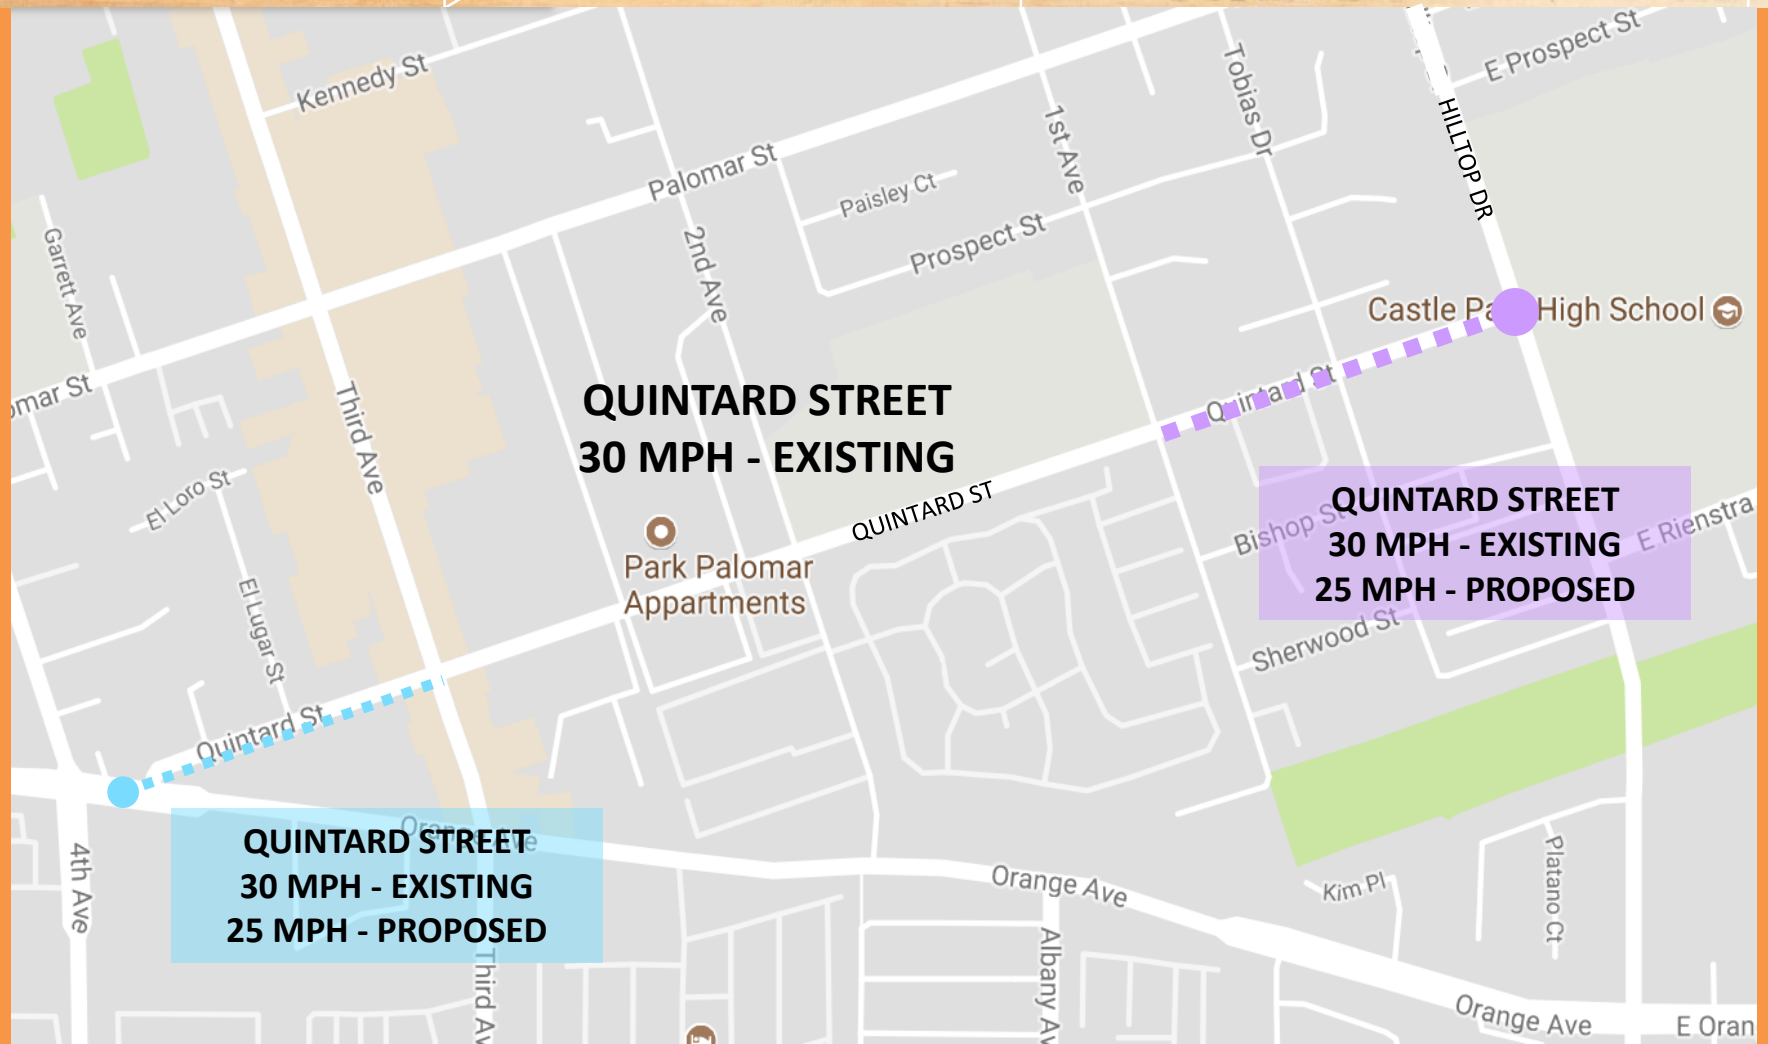 Kennedy St
E Prospect St
Tobias Dr
1st Ave
HILLTOP DR
Palomar St
Paisley Ct
Prospect St
2nd Ave
Garrett Ave
Castle Pa
High School
omar St
Third Ave
QUINTARD STREET
30 MPH - EXISTING
Quintard St
El Loro St
QUINTARD ST
QUINTARD STREET
30 MPH - EXISTING
25 MPH - PROPOSED
Bishop St
E Rienstra
Park Palomar
Appartments
El Lugar St
Sherwood St
Quintard St
QUINTARD STREET
30 MPH - EXISTING
25 MPH - PROPOSED
Orange Ave
4th Ave
Orange Ave
Kim Pl
Platano Ct
Third Av
Albany Av
Orange Ave
E Oran